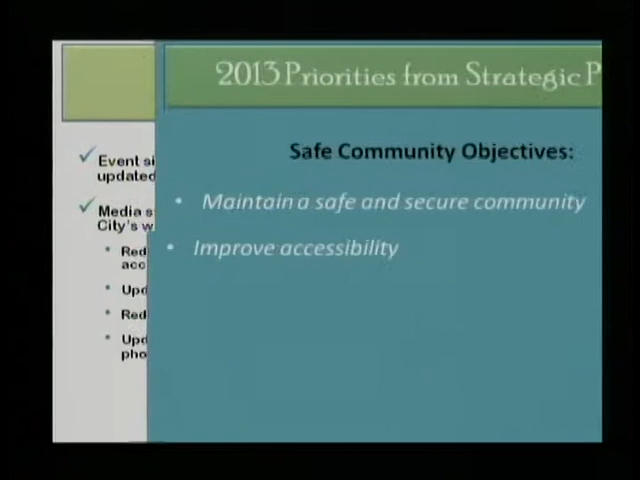 2013 Priorities from Strategic P
Safe Community Objectives:
• Maintain a safe and secure community
• Improve accessibility
✓ Event si
updated
✓ Media s
City's w
• Red
acc
• Upd
• Red
• Upd
pho